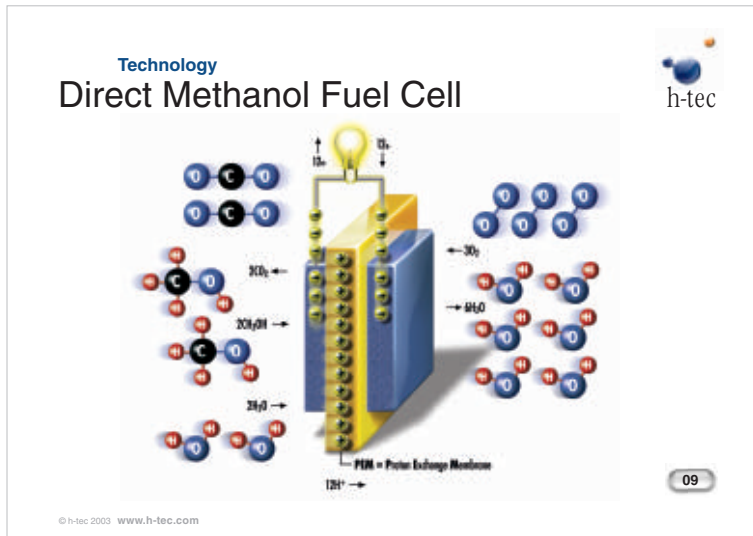 Technology
Direct Methanol Fuel Cell
h-tec
12e-
12e-
O C O
O C O
O O O
O O O
3O₂
2CO₂
H
H C O
H H
H H H H
O O
6H₂O
2CH₃OH
H
H C O
H H
H H H H
O O
H H H H
O O
2H₂O
H H H H
O O
PEM = Proton Exchange Membrane
12H⁺
09
© h-tec 2003 www.h-tec.com